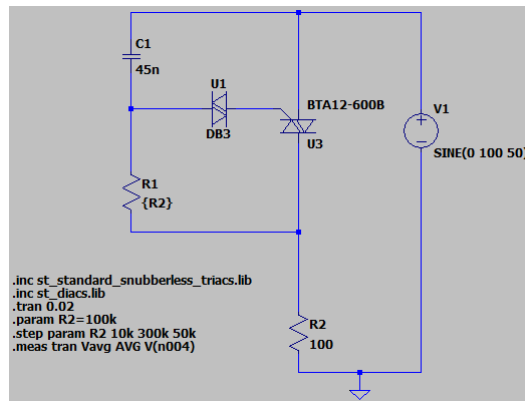 C1
45n
U1
DB3
BTA12-600B
U3
V1
SINE(0 100 50)
R1
{R2}
.inc st_standard_snubberless_triacs.lib
.inc st_diacs.lib
.tran 0.02
.param R2=100k
.step param R2 10k 300k 50k
.meas tran Vavg AVG V(n004)
R2
100